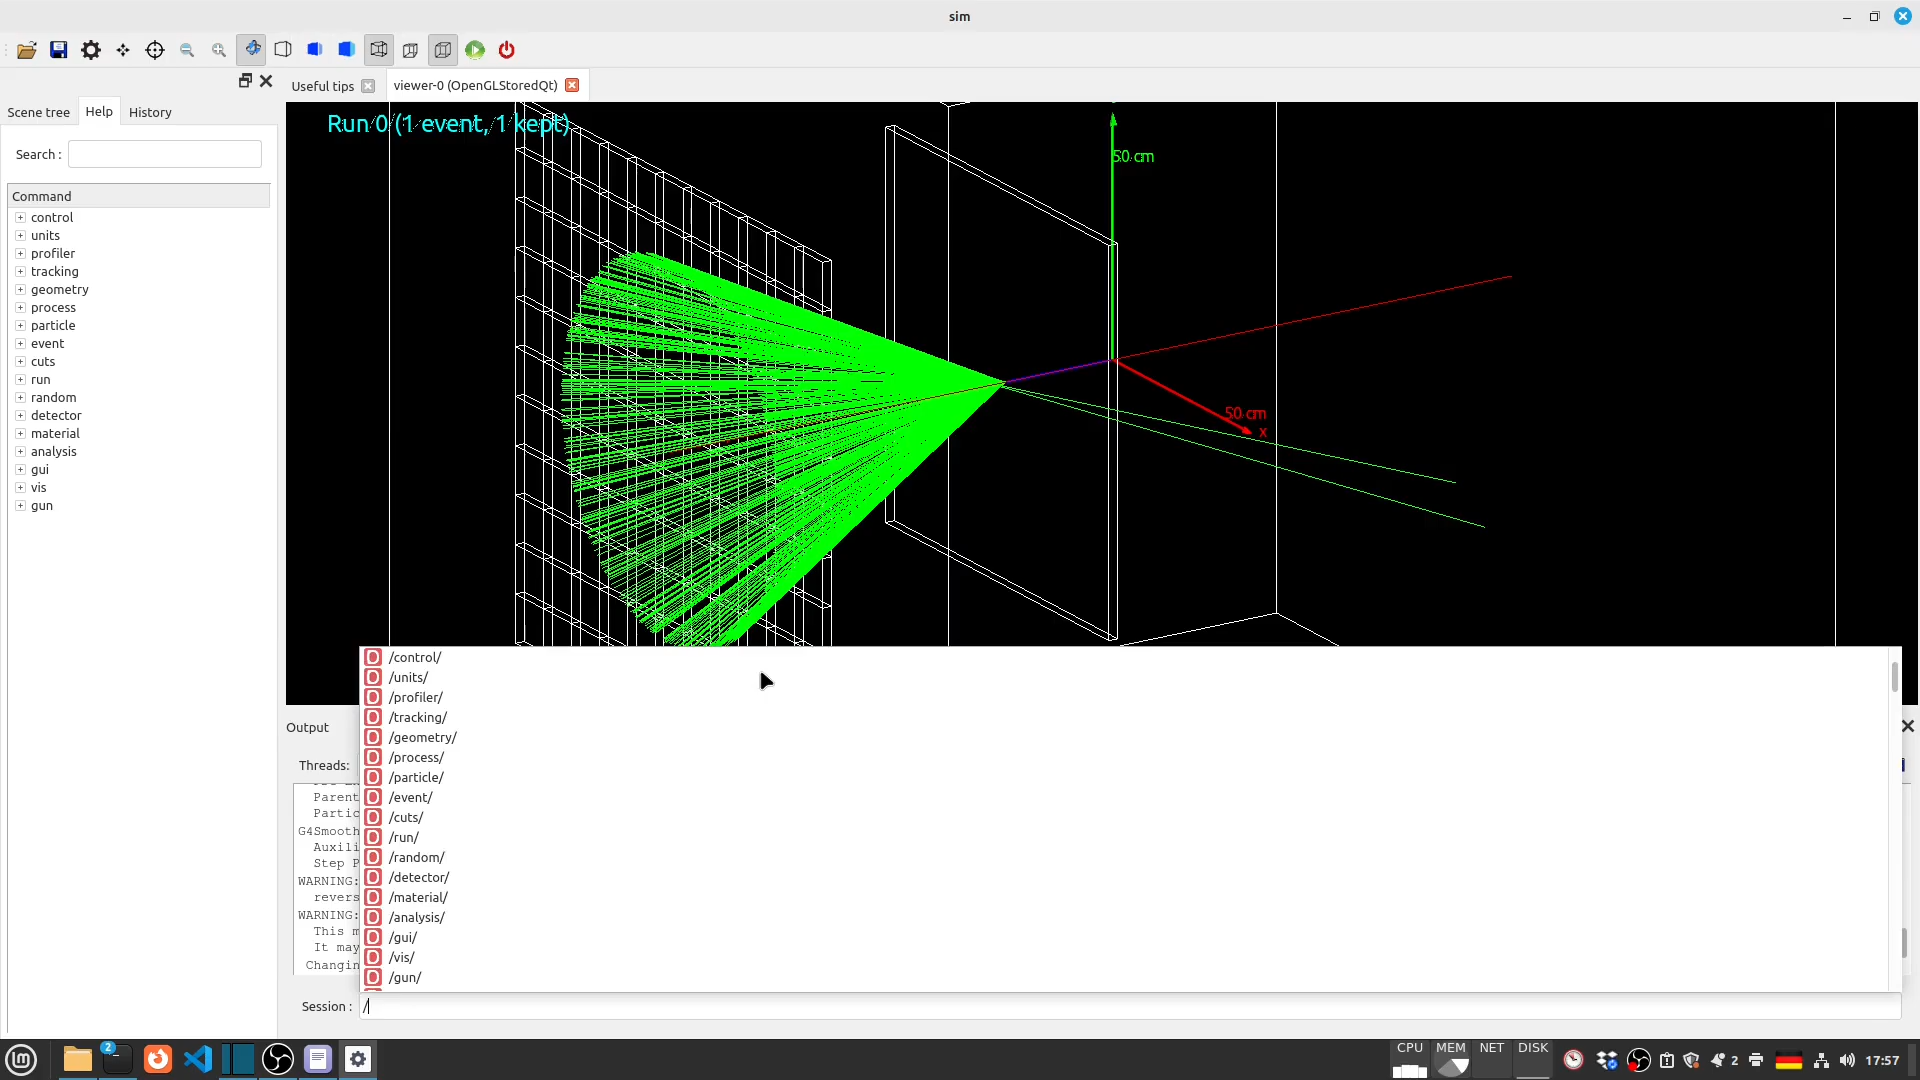 sim
Useful tips
viewer-0 (OpenGLStoredQt)
Scene tree
Help
History
Search :
Command
control
units
profiler
tracking
geometry
process
particle
event
cuts
run
random
detector
material
analysis
gui
vis
gun
Run 0 (1 event, 1 kept)
50 cm
50 cm
x
Output
Threads:
Parent
Partic
G4Smooth
Auxili
Step P
WARNING:
revers
WARNING:
This m
It may
Changin
/control/
/units/
/profiler/
/tracking/
/geometry/
/process/
/particle/
/event/
/cuts/
/run/
/random/
/detector/
/material/
/analysis/
/gui/
/vis/
/gun/
Session :
/
2
CPU
MEM
NET
DISK
2
17:57